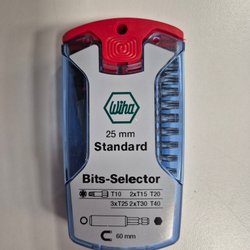 Wiha
25 mm
Standard
Bits-Selector
T10 2xT15 T20
3xT25 2xT30 T40
60 mm